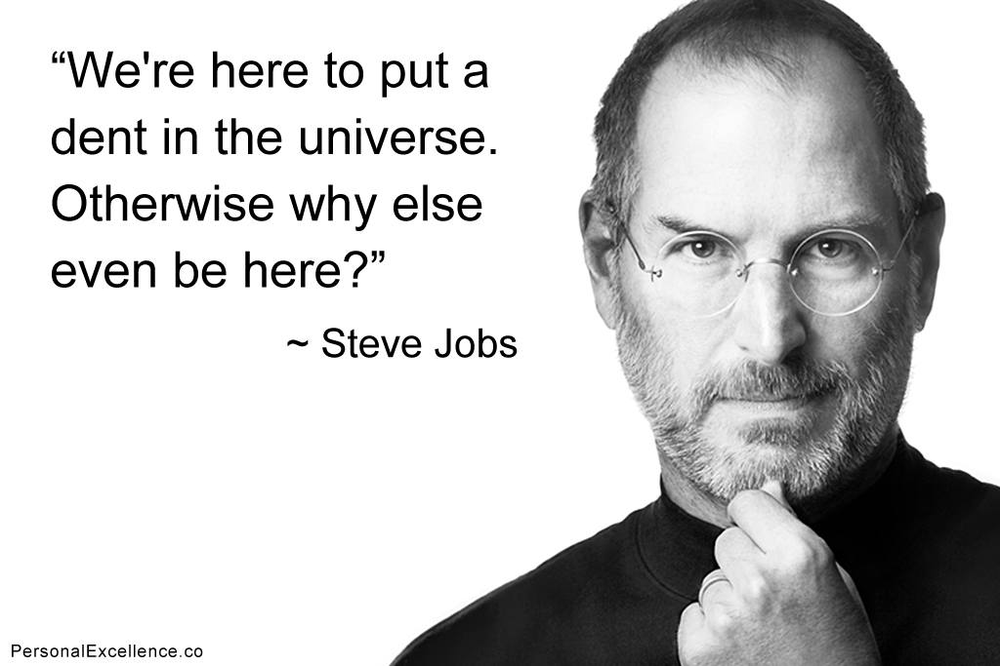 “We're here to put a
dent in the universe.
Otherwise why else
even be here?”
~ Steve Jobs
PersonalExcellence.co